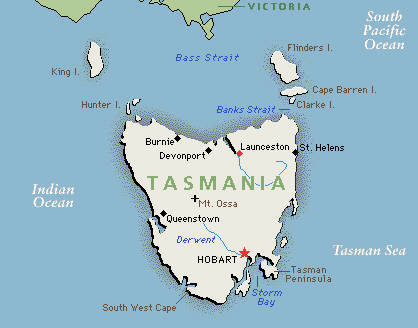 VICTORIA
South
Pacific
Ocean
Flinders I.
Bass Strait
King I.
Cape Barren I.
Hunter I.
Banks Strait
Clarke I.
Burnie
Launceston
St. Helens
Devonport
TASMANIA
Indian
Ocean
Mt. Ossa
Queenstown
Derwent
Tasman Sea
HOBART
Tasman
Peninsula
Storm
Bay
South West Cape